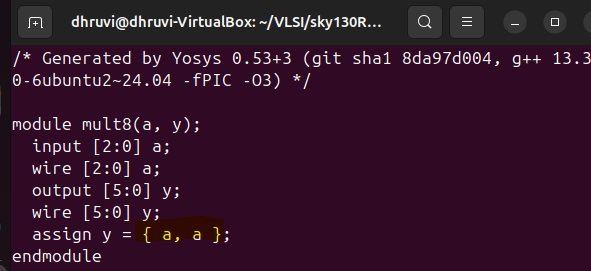 dhruvi@dhruvi-VirtualBox: ~/VLSI/sky130R...
/* Generated by Yosys 0.53+3 (git sha1 8da97d004, g++ 13.3
0-6ubuntu2~24.04 -fPIC -O3) */
module mult8(a, y);
  input [2:0] a;
  wire [2:0] a;
  output [5:0] y;
  wire [5:0] y;
  assign y = { a, a };
endmodule